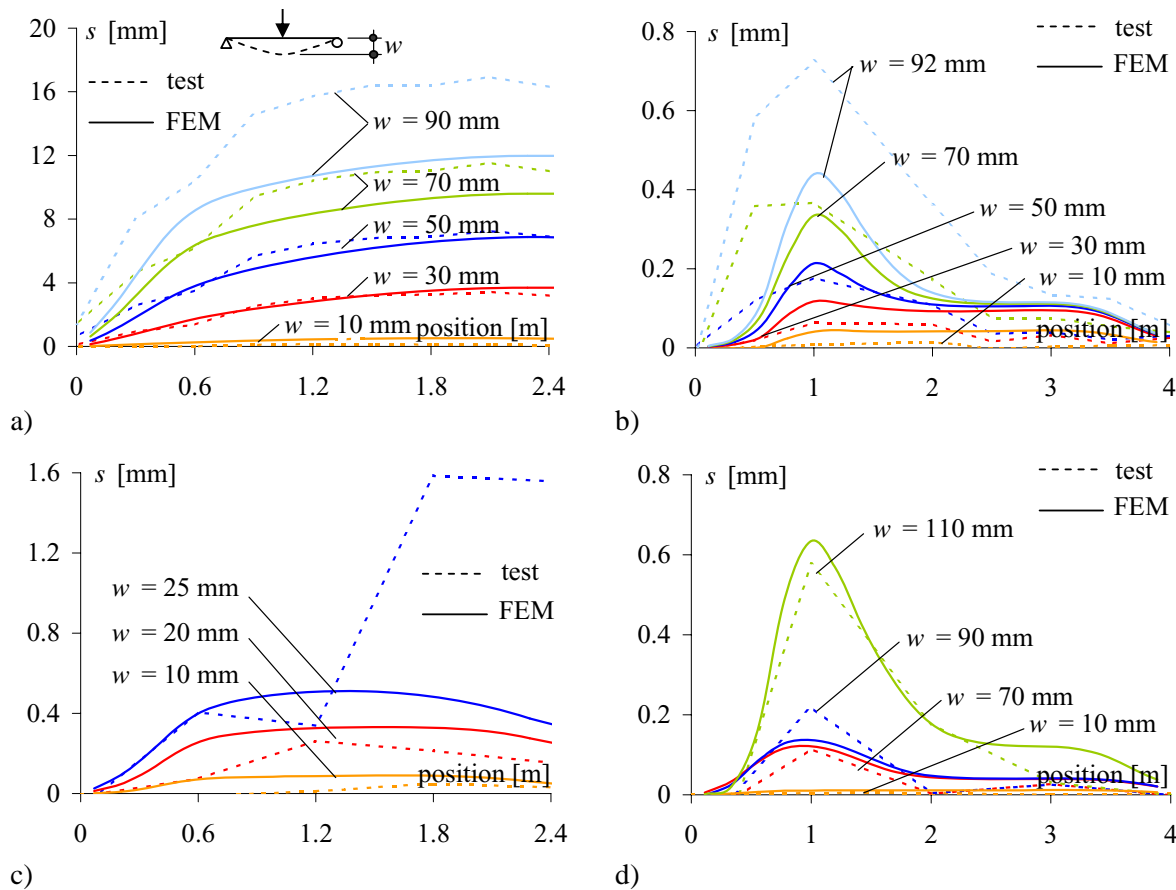 20
s [mm]
w
test
FEM
16
12
8
4
0
w = 90 mm
w = 70 mm
w = 50 mm
w = 30 mm
w = 10 mm
position [m]
0
0.6
1.2
1.8
2.4
a)
0.8
s [mm]
test
FEM
0.6
0.4
0.2
0.0
w = 92 mm
w = 70 mm
w = 50 mm
w = 30 mm
w = 10 mm
position [m]
0
1
2
3
4
b)
1.6
s [mm]
1.2
0.8
0.4
0
test
FEM
w = 25 mm
w = 20 mm
w = 10 mm
position [m]
0
0.6
1.2
1.8
2.4
c)
0.8
s [mm]
test
FEM
0.6
0.4
0.2
0.0
w = 110 mm
w = 90 mm
w = 70 mm
w = 10 mm
position [m]
0
1
2
3
4
d)